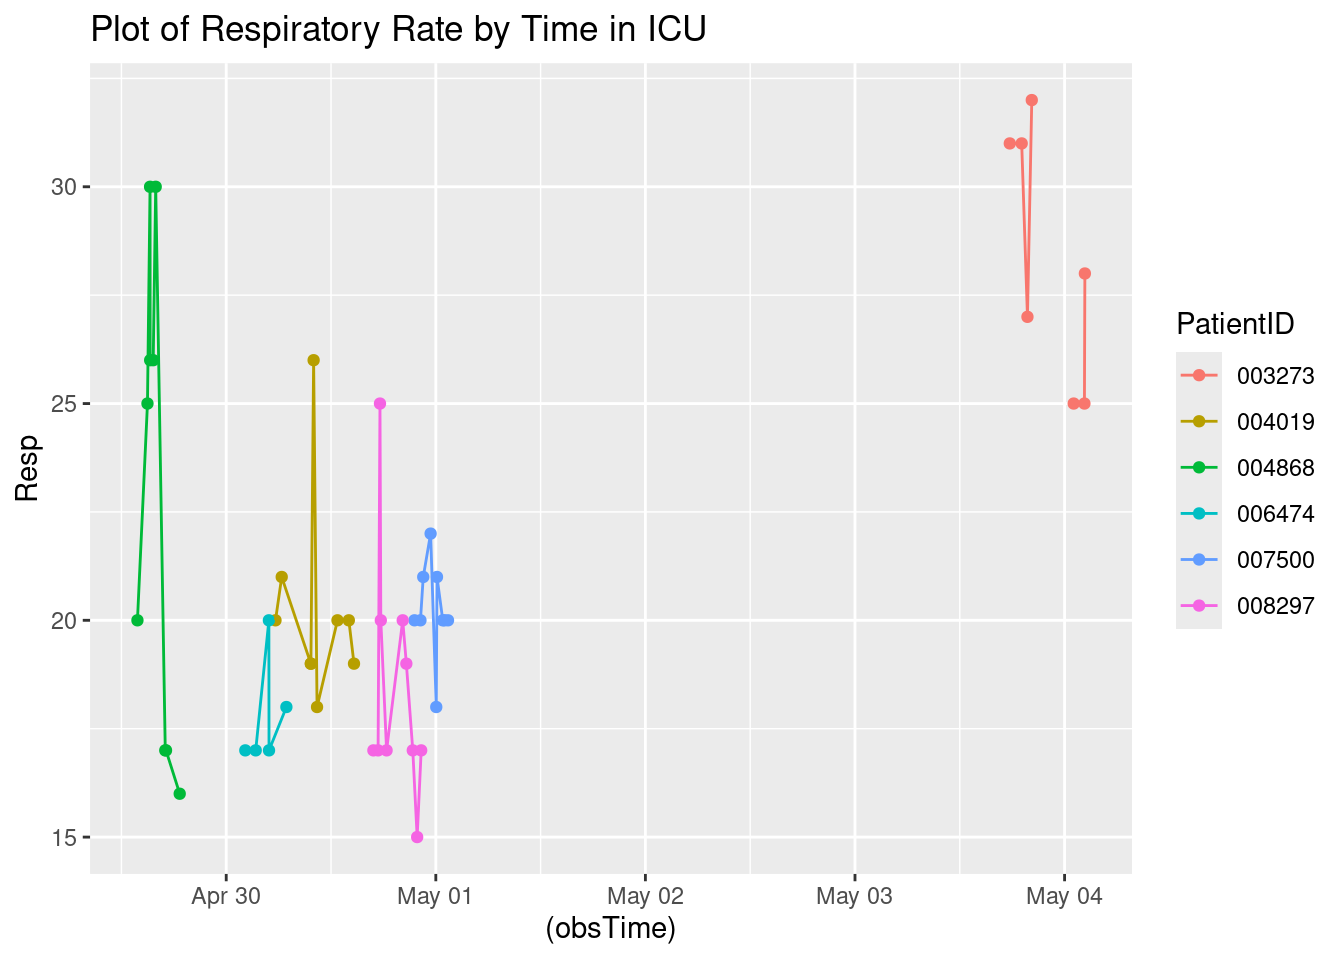 Plot of Respiratory Rate by Time in ICU
30
25
20
15
Resp
Apr 30
May 01
May 02
May 03
May 04
(obsTime)
PatientID
003273
004019
004868
006474
007500
008297